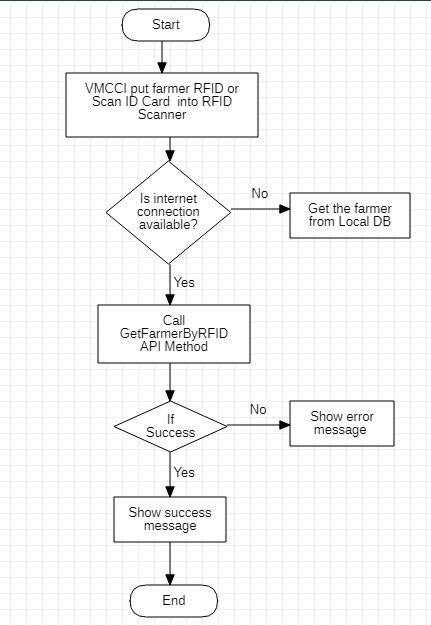 Start
VMCCI put farmer RFID or
Scan ID Card into RFID
Scanner
Is internet
connection
available?
No
Get the farmer
from Local DB
Yes
Call
GetFarmerByRFID
API Method
If
Success
No
Show error
message
Yes
Show success
message
End